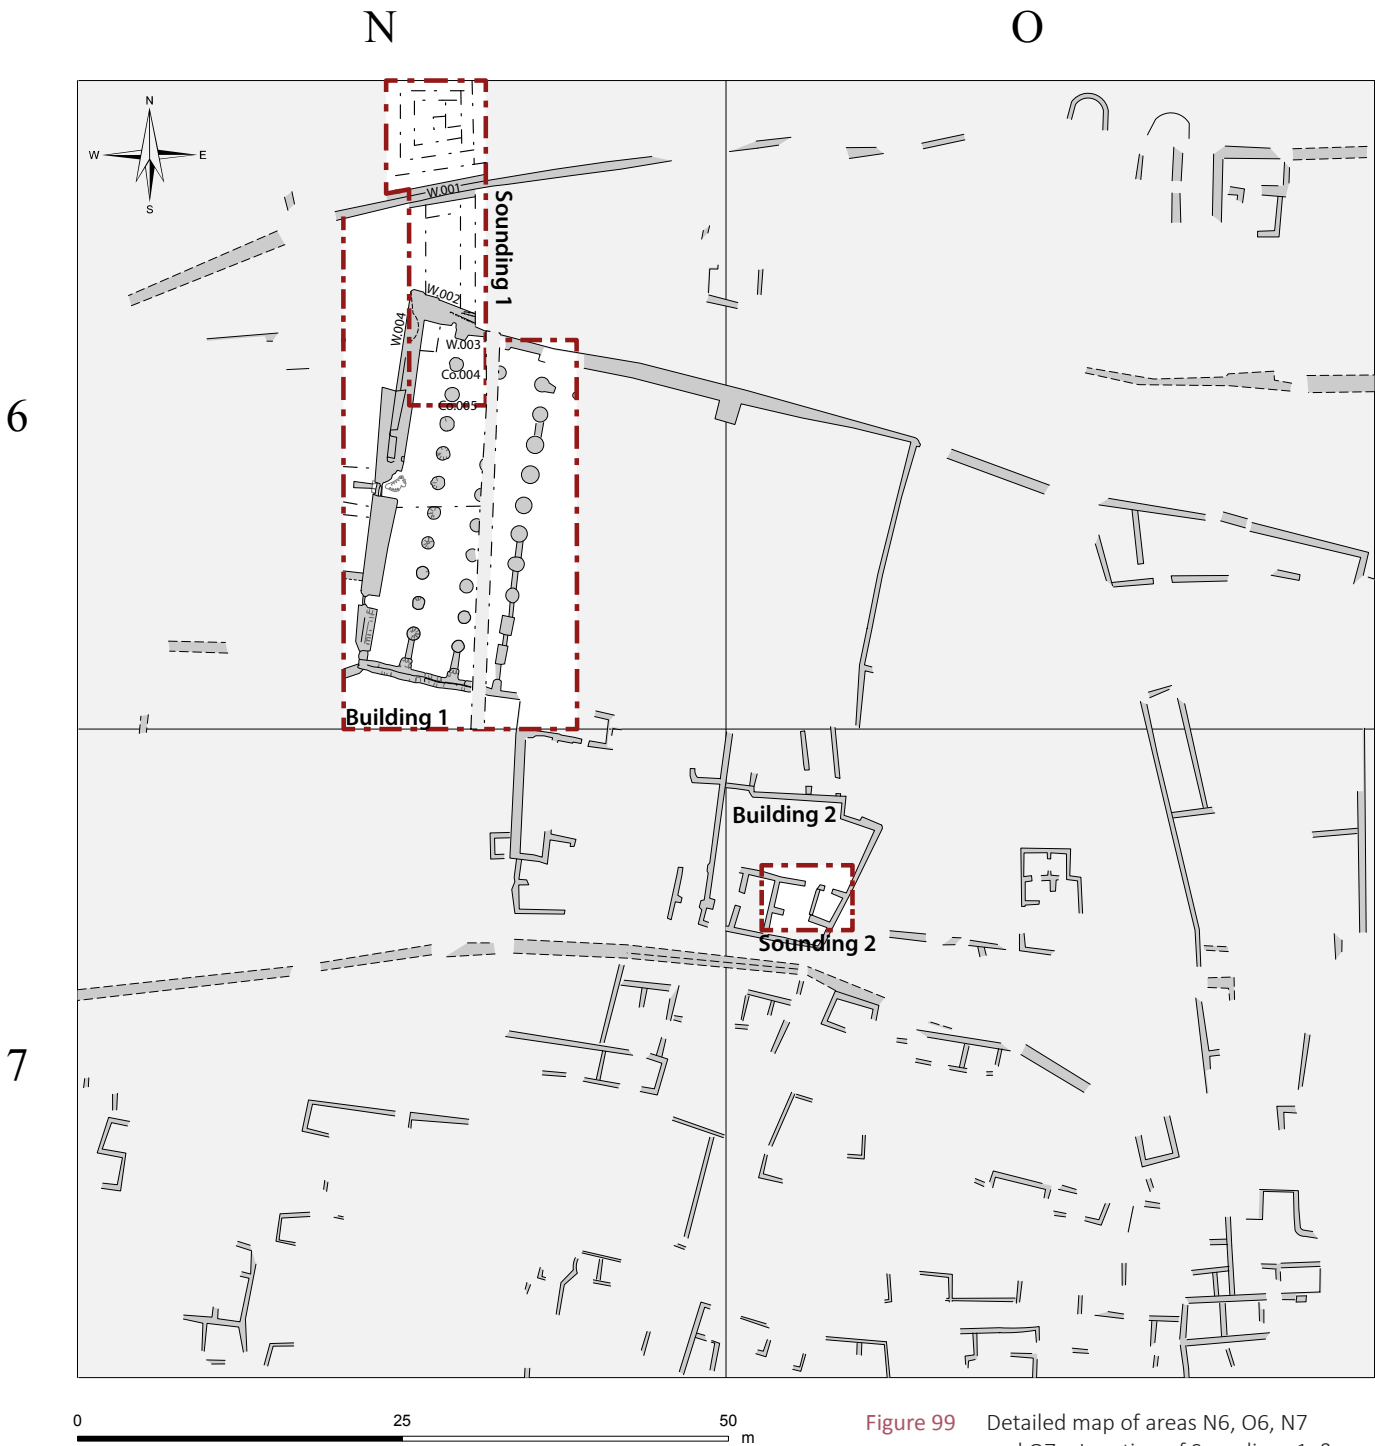 N O
N
W E
S
W.001
Sounding 1
W.002
W.004
W.003
Co.004
Co.005
6
Building 1
Building 2
Sounding 2
7
0 25 50
m
Figure 99 Detailed map of areas N6, O6, N7